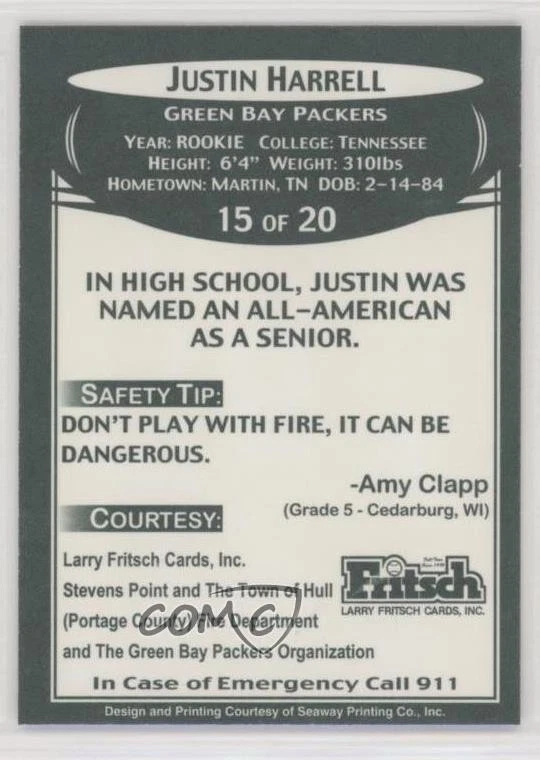 JUSTIN HARRELL
GREEN BAY PACKERS
YEAR: ROOKIE COLLEGE: TENNESSEE
HEIGHT: 6'4" WEIGHT: 310lbs
HOMETOWN: MARTIN, TN DOB: 2-14-84
15 OF 20
IN HIGH SCHOOL, JUSTIN WAS
NAMED AN ALL-AMERICAN
AS A SENIOR.
SAFETY TIP:
DON'T PLAY WITH FIRE, IT CAN BE
DANGEROUS.
-Amy Clapp
(Grade 5 - Cedarburg, WI)
COURTESY:
Larry Fritsch Cards, Inc.
Stevens Point and The Town of Hull
(Portage County) Fire Department
and The Green Bay Packers Organization
Fritsch
LARRY FRITSCH CARDS, INC.
COMC
In Case of Emergency Call 911
Design and Printing Courtesy of Seaway Printing Co., Inc.